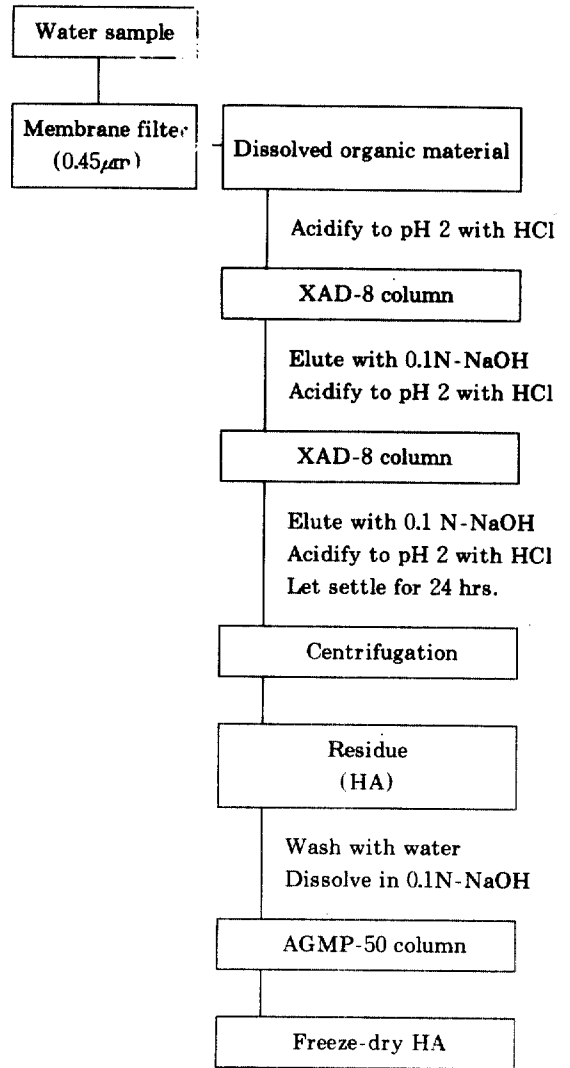 Water sample
Membrane filter
(0.45μm)
Dissolved organic material
Acidify to pH 2 with HCl
XAD-8 column
Elute with 0.1N-NaOH
Acidify to pH 2 with HCl
XAD-8 column
Elute with 0.1 N-NaOH
Acidify to pH 2 with HCl
Let settle for 24 hrs.
Centrifugation
Residue
(HA)
Wash with water
Dissolve in 0.1N-NaOH
AGMP-50 column
Freeze-dry HA